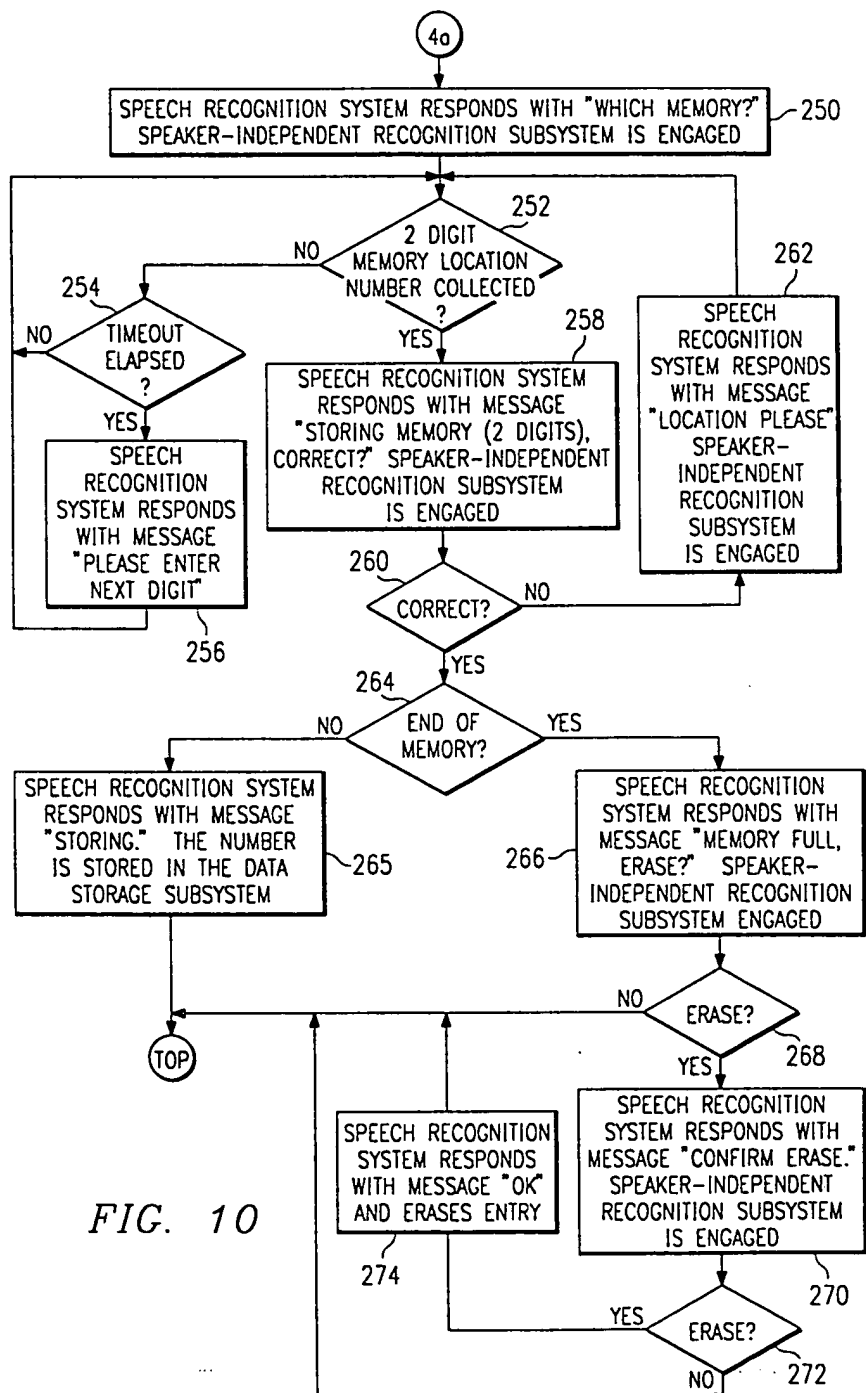 4a
SPEECH RECOGNITION SYSTEM RESPONDS WITH "WHICH MEMORY?"
SPEAKER-INDEPENDENT RECOGNITION SUBSYSTEM IS ENGAGED
250
2 DIGIT
MEMORY LOCATION
NUMBER COLLECTED
?
252
NO
YES
254
TIMEOUT
ELAPSED
?
NO
YES
SPEECH
RECOGNITION
SYSTEM RESPONDS
WITH MESSAGE
"PLEASE ENTER
NEXT DIGIT"
256
258
SPEECH RECOGNITION SYSTEM
RESPONDS WITH MESSAGE
"STORING MEMORY (2 DIGITS),
CORRECT?" SPEAKER-INDEPENDENT
RECOGNITION SUBSYSTEM
IS ENGAGED
262
SPEECH
RECOGNITION
SYSTEM RESPONDS
WITH MESSAGE
"LOCATION PLEASE"
SPEAKER-
INDEPENDENT
RECOGNITION
SUBSYSTEM
IS ENGAGED
260
CORRECT?
NO
YES
264
END OF
MEMORY?
NO
YES
SPEECH RECOGNITION SYSTEM
RESPONDS WITH MESSAGE
"STORING." THE NUMBER
IS STORED IN THE DATA
STORAGE SUBSYSTEM
265
266
SPEECH RECOGNITION
SYSTEM RESPONDS WITH
MESSAGE "MEMORY FULL,
ERASE?" SPEAKER-
INDEPENDENT RECOGNITION
SUBSYSTEM ENGAGED
NO
ERASE?
268
YES
TOP
SPEECH RECOGNITION
SYSTEM RESPONDS
WITH MESSAGE "OK"
AND ERASES ENTRY
274
SPEECH RECOGNITION
SYSTEM RESPONDS WITH
MESSAGE "CONFIRM ERASE."
SPEAKER-INDEPENDENT
RECOGNITION SUBSYSTEM
IS ENGAGED
270
FIG. 10
YES
ERASE?
272
NO